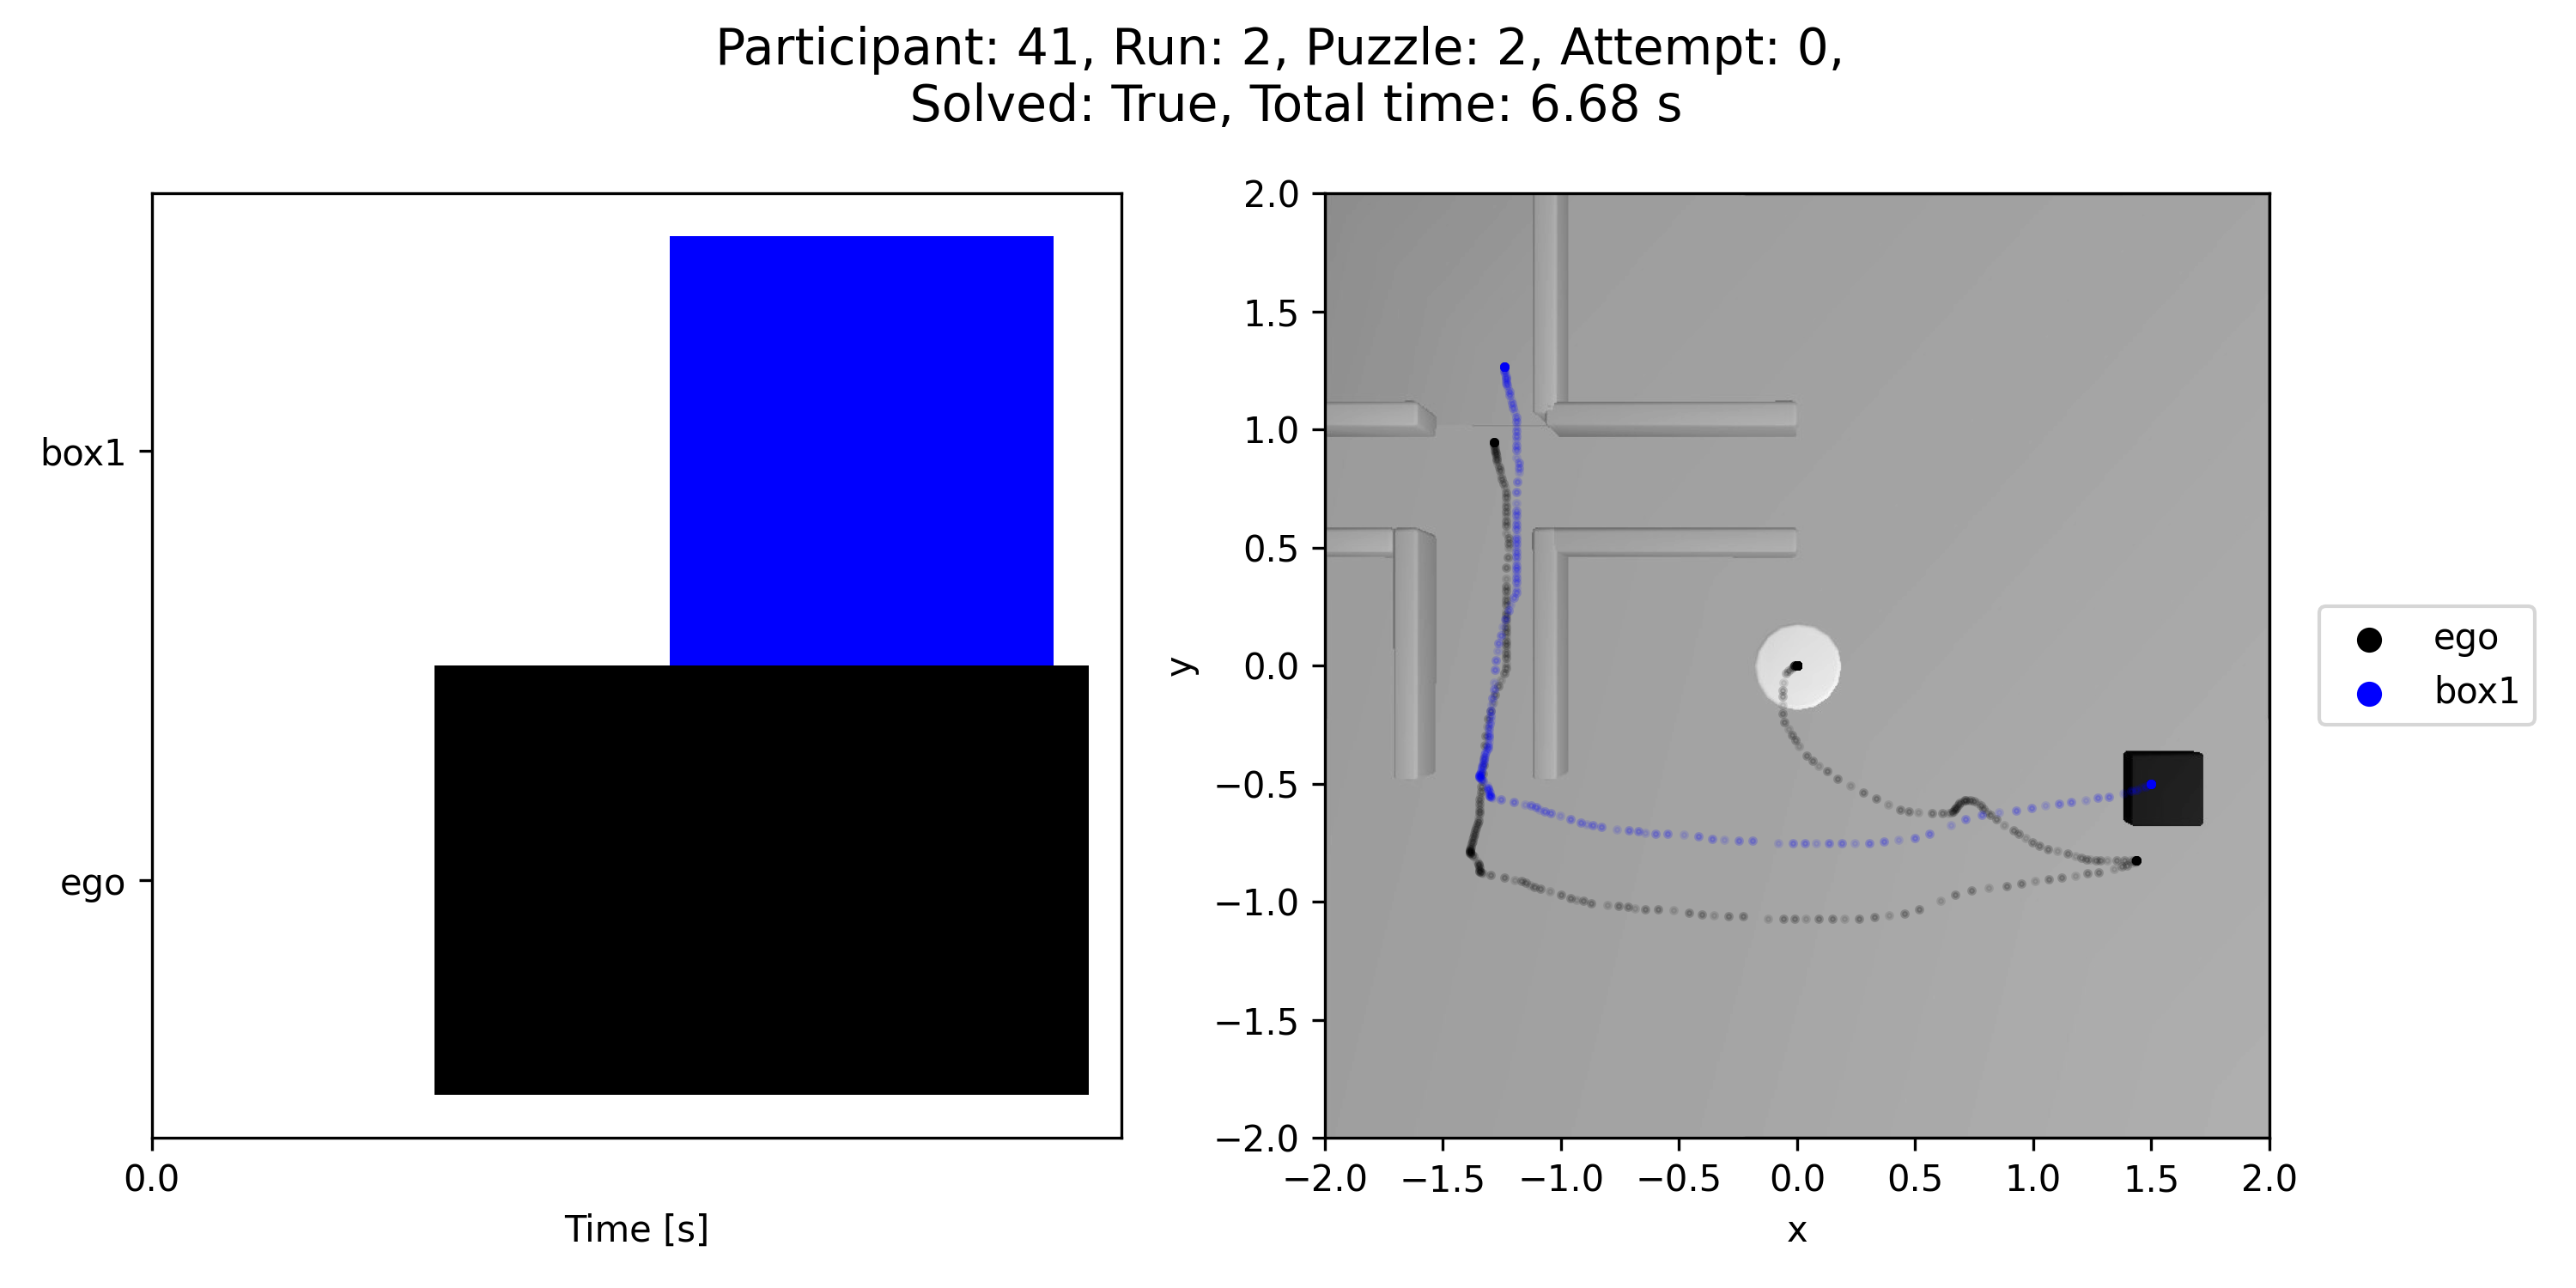 Participant: 41, Run: 2, Puzzle: 2, Attempt: 0,
Solved: True, Total time: 6.68 s
box1
ego
0.0
Time [s]
2.0
1.5
1.0
0.5
0.0
−0.5
−1.0
−1.5
−2.0
y
−2.0 −1.5 −1.0 −0.5 0.0 0.5 1.0 1.5 2.0
x
ego
box1